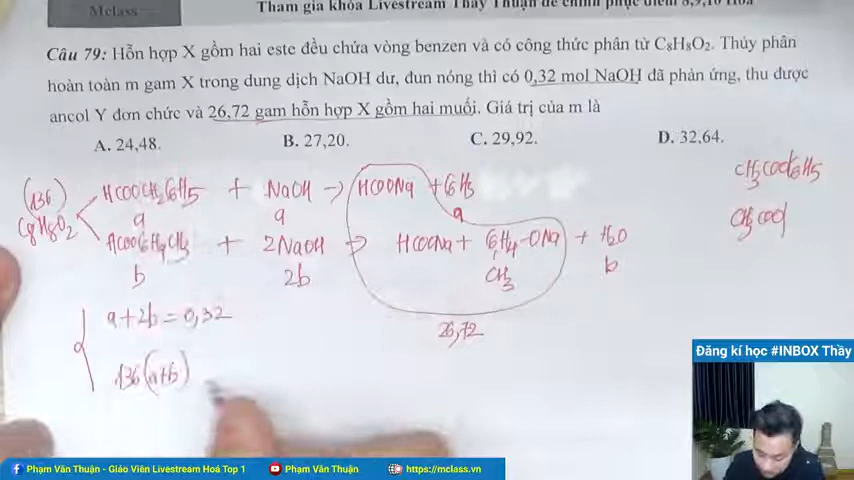 Mclass
Tham gia khóa Livestream Thầy Thuận để chinh phục điểm 8,9,10 Hóa
Câu 79: Hỗn hợp X gồm hai este đều chứa vòng benzen và có công thức phân tử C₈H₈O₂. Thủy phân
hoàn toàn m gam X trong dung dịch NaOH dư, đun nóng thì có 0,32 mol NaOH đã phản ứng, thu được
ancol Y đơn chức và 26,72 gam hỗn hợp X gồm hai muối. Giá trị của m là
A. 24,48. B. 27,20. C. 29,92. D. 32,64.
(136)
C8H8O2
HCOOCH2C6H5 + NaOH → HCOONa +
a a a
HCOOC6H4CH3 + 2NaOH → HCOONa + C6H4-ONa + H2O
CH3
b 2b b
26,72
CH3COOC6H5
CH3COO
a + 2b = 0,32
136(a+b)
Đăng kí học #INBOX Thầy
Phạm Văn Thuận - Giáo Viên Livestream Hoá Top 1
Phạm Văn Thuận
https://mclass.vn